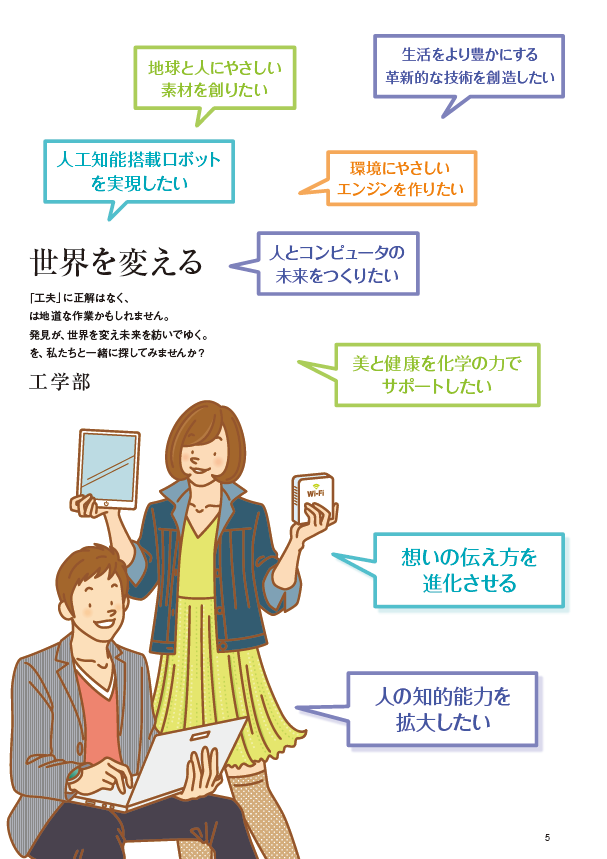 地球と人にやさしい
素材を創りたい
生活をより豊かにする
革新的な技術を創造したい
人工知能搭載ロボット
を実現したい
環境にやさしい
エンジンを作りたい
世界を変える
人とコンピュータの
未来をつくりたい
「工夫」に正解はなく、
は地道な作業かもしれません。
発見が、世界を変え未来を紡いでゆく。
を、私たちと一緒に探してみませんか？
工学部
美と健康を化学の力で
サポートしたい
Wi-Fi
想いの伝え方を
進化させる
人の知的能力を
拡大したい
5